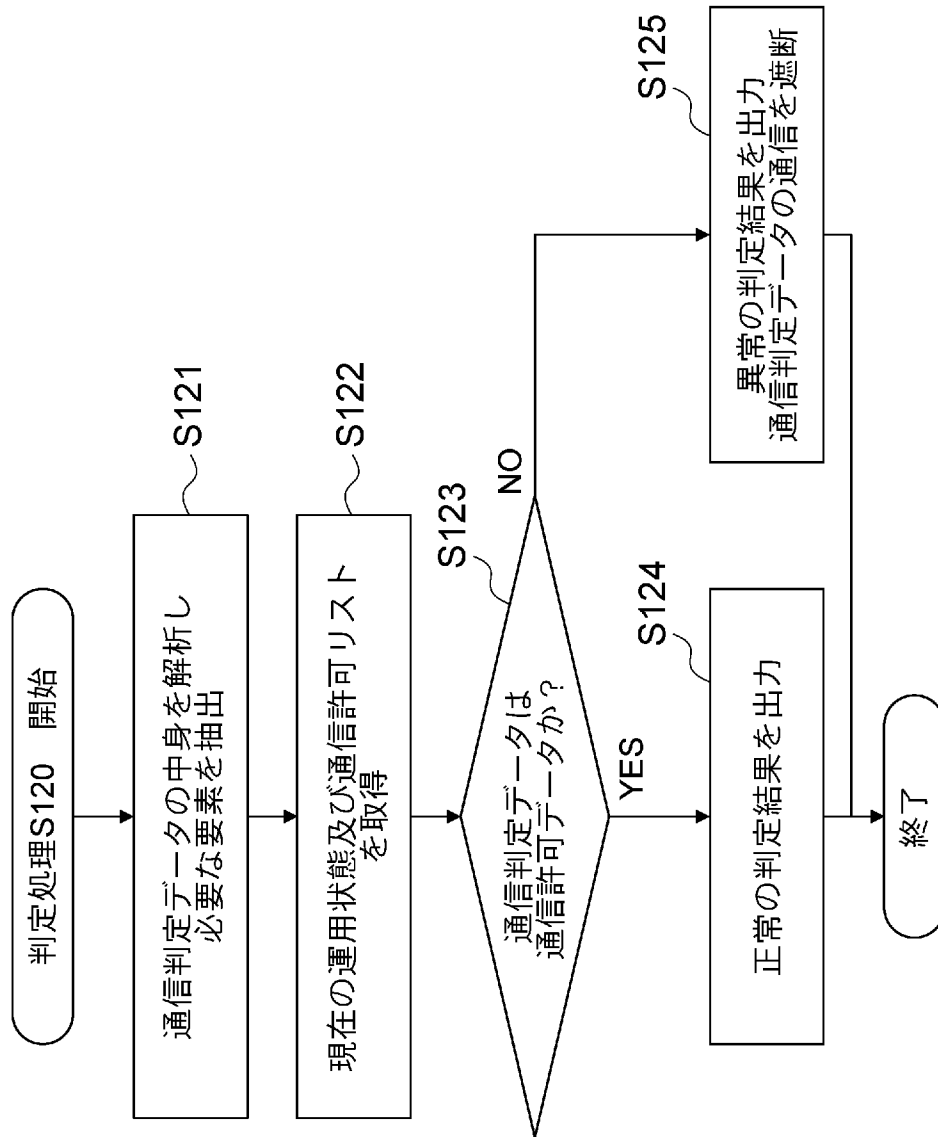 判定処理S120　開始
S121
通信判定データの中身を解析し
必要な要素を抽出
S122
現在の運用状態及び通信許可リスト
を取得
S123
通信判定データは
通信許可データか？
NO
YES
S124
正常の判定結果を出力
S125
異常の判定結果を出力
通信判定データの通信を遮断
終了